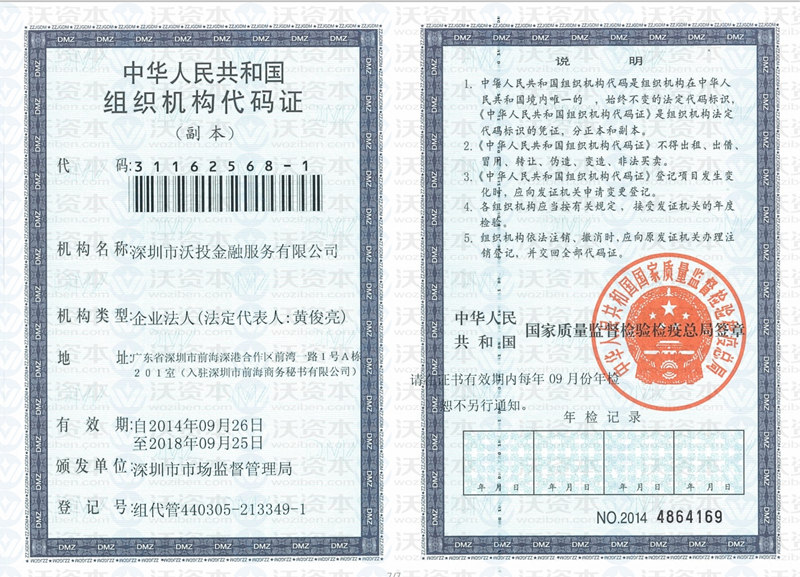 中华人民共和国
组织机构代码证
(副本)
代 码:31162568-1
机构名称:深圳市沃投金融服务有限公司
机构类型:企业法人(法定代表人:黄俊亮)
地 址:广东省深圳市前海深港合作区前湾一路1号A栋
201室(入驻深圳市前海商务秘书有限公司)
有 效 期:自2014年09月26日
至2018年09月25日
颁发单位:深圳市市场监督管理局
登 记 号:组代管440305-213349-1
说 明
1. 中华人民共和国组织机构代码是组织机构在中华人
民共和国境内唯一的、始终不变的法定代码标识,
《中华人民共和国组织机构代码证》是组织机构法定
代码标识的凭证,分正本和副本。
2.《中华人民共和国组织机构代码证》不得出租、出借、
冒用、转让、伪造、变造、非法买卖。
3.《中华人民共和国组织机构代码证》登记项目发生变
化时,应向发证机关申请变更登记。
4. 各组织机构应当按有关规定,接受发证机关的年度
检验。
5. 组织机构依法注销、撤消时,应向原发证机关办理注
销登记,并交回全部代码证。
中华人民
共和国
国家质量监督检验检疫总局签章
中华人民共和国国家质量监督检验检疫总局
请在证书有效期内每年09月份年检
恕不另行通知。
年检记录
年 月 日 年 月 日 年 月 日 年 月 日
NO.2014 4864169
沃资本
woziben.com
DMZ
ZZJGDM